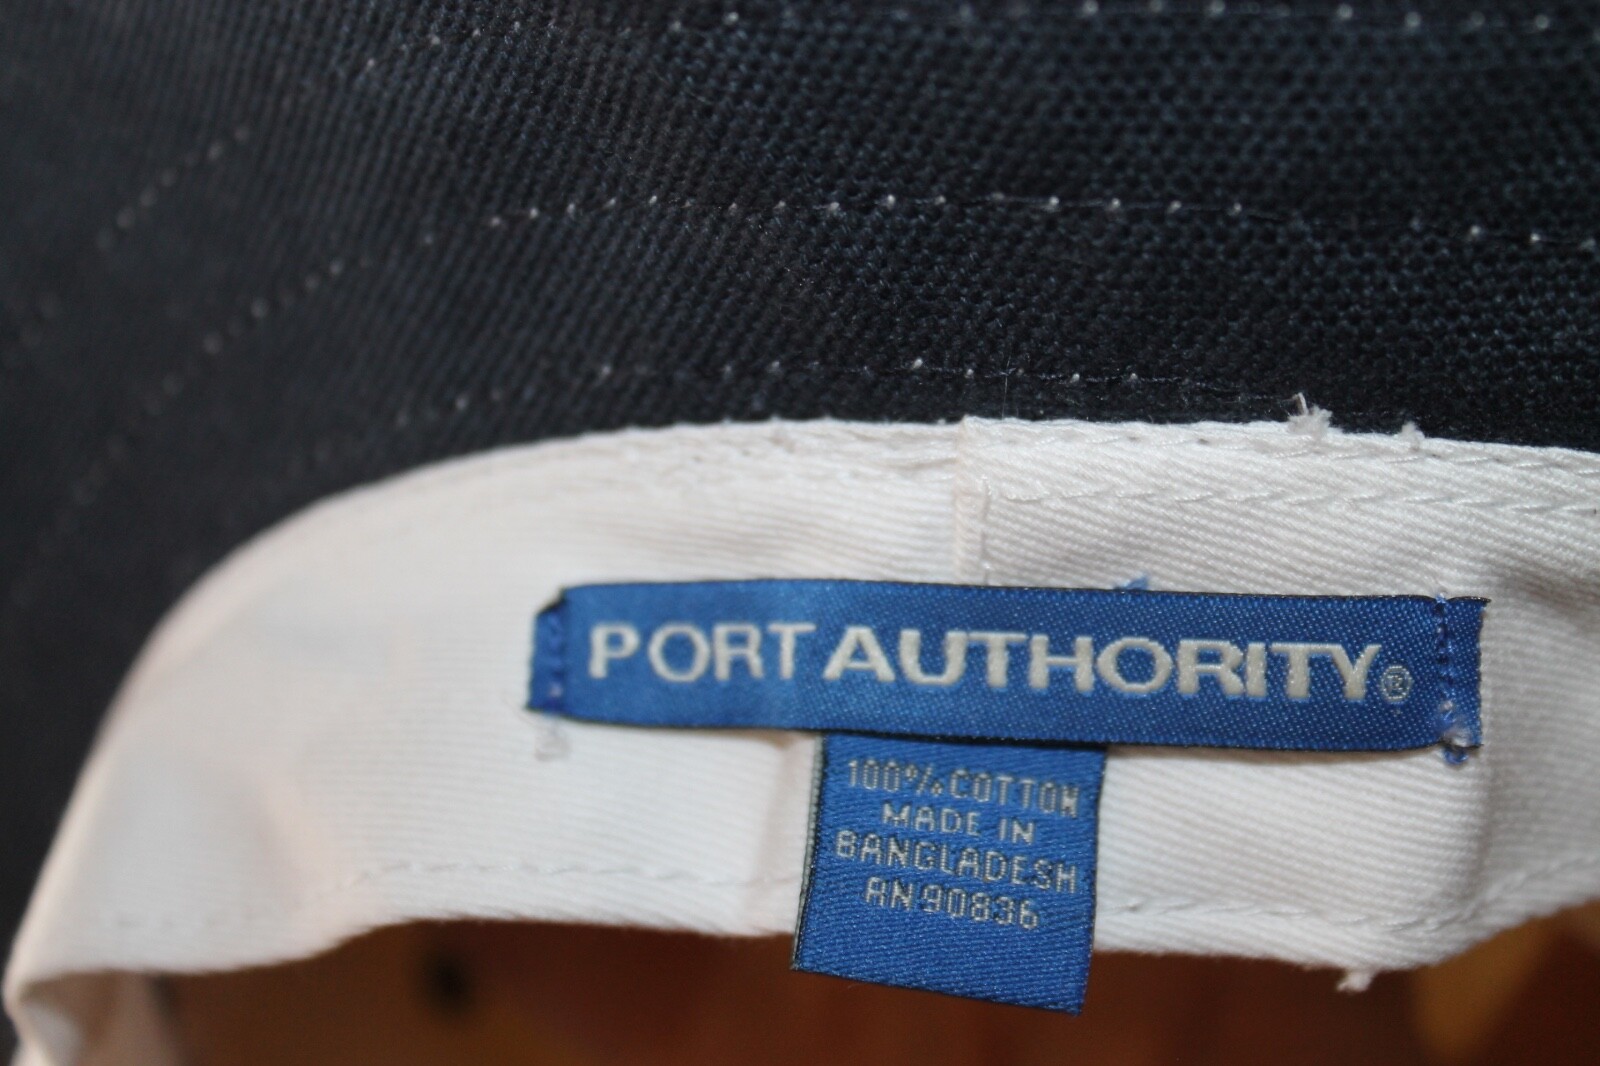 PORT AUTHORITY®
100% COTTON
MADE IN
BANGLADESH
RN 90836